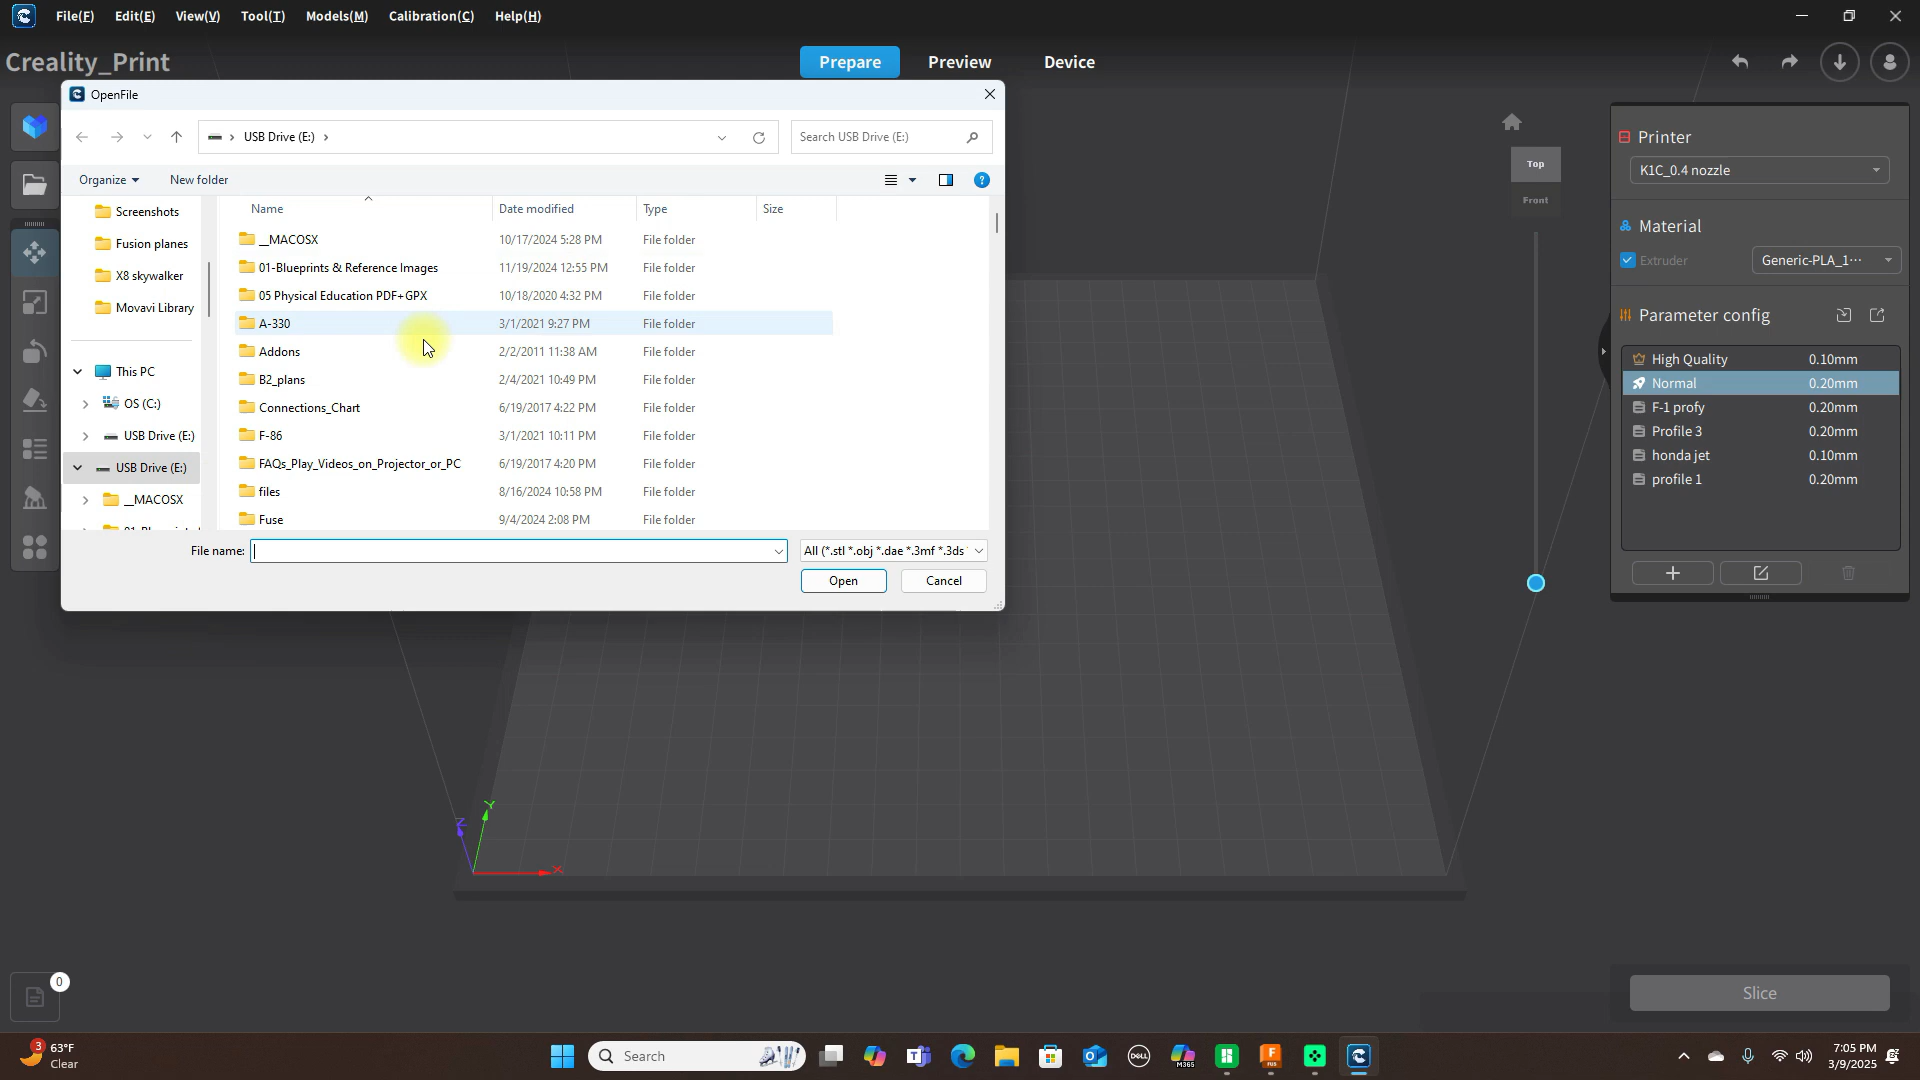 File(F) Edit(E) View(V) Tool(T) Models(M) Calibration(C) Help(H)
Creality_Print
Prepare Preview Device
OpenFile
USB Drive (E:)
Search USB Drive (E:)
Organize New folder
Screenshots
Fusion planes
X8 skywalker
Movavi Library
This PC
OS (C:)
USB Drive (E:)
USB Drive (E:)
__MACOSX
Name Date modified Type Size
__MACOSX 10/17/2024 5:28 PM File folder
01-Blueprints & Reference Images 11/19/2024 12:55 PM File folder
05 Physical Education PDF+GPX 10/18/2020 4:32 PM File folder
A-330 3/1/2021 9:27 PM File folder
Addons 2/2/2011 11:38 AM File folder
B2_plans 2/4/2021 10:49 PM File folder
Connections_Chart 6/19/2017 4:22 PM File folder
F-86 3/1/2021 10:11 PM File folder
FAQs_Play_Videos_on_Projector_or_PC 6/19/2017 4:20 PM File folder
files 8/16/2024 10:58 PM File folder
Fuse 9/4/2024 2:08 PM File folder
File name:
All (*.stl *.obj *.dae *.3mf *.3ds
Open Cancel
Top
Front
Printer
K1C_0.4 nozzle
Material
Extruder Generic-PLA_1···
Parameter config
High Quality 0.10mm
Normal 0.20mm
F-1 profy 0.20mm
Profile 3 0.20mm
honda jet 0.10mm
profile 1 0.20mm
Z Y X
0
Slice
3 63°F
Clear
Search
DELL
M365
F
FUS
7:05 PM
3/9/2025